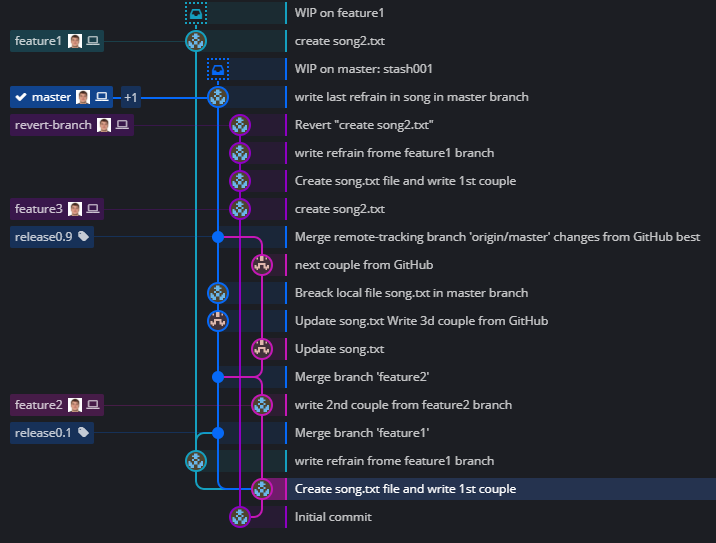 WIP on feature1
feature1 create song2.txt
WIP on master: stash001
master +1 write last refrain in song in master branch
revert-branch Revert "create song2.txt"
write refrain frome feature1 branch
Create song.txt file and write 1st couple
feature3 create song2.txt
release0.9 Merge remote-tracking branch 'origin/master' changes from GitHub best
next couple from GitHub
Breack local file song.txt in master branch
Update song.txt Write 3d couple from GitHub
Update song.txt
Merge branch 'feature2'
feature2 write 2nd couple from feature2 branch
release0.1 Merge branch 'feature1'
write refrain frome feature1 branch
Create song.txt file and write 1st couple
Initial commit